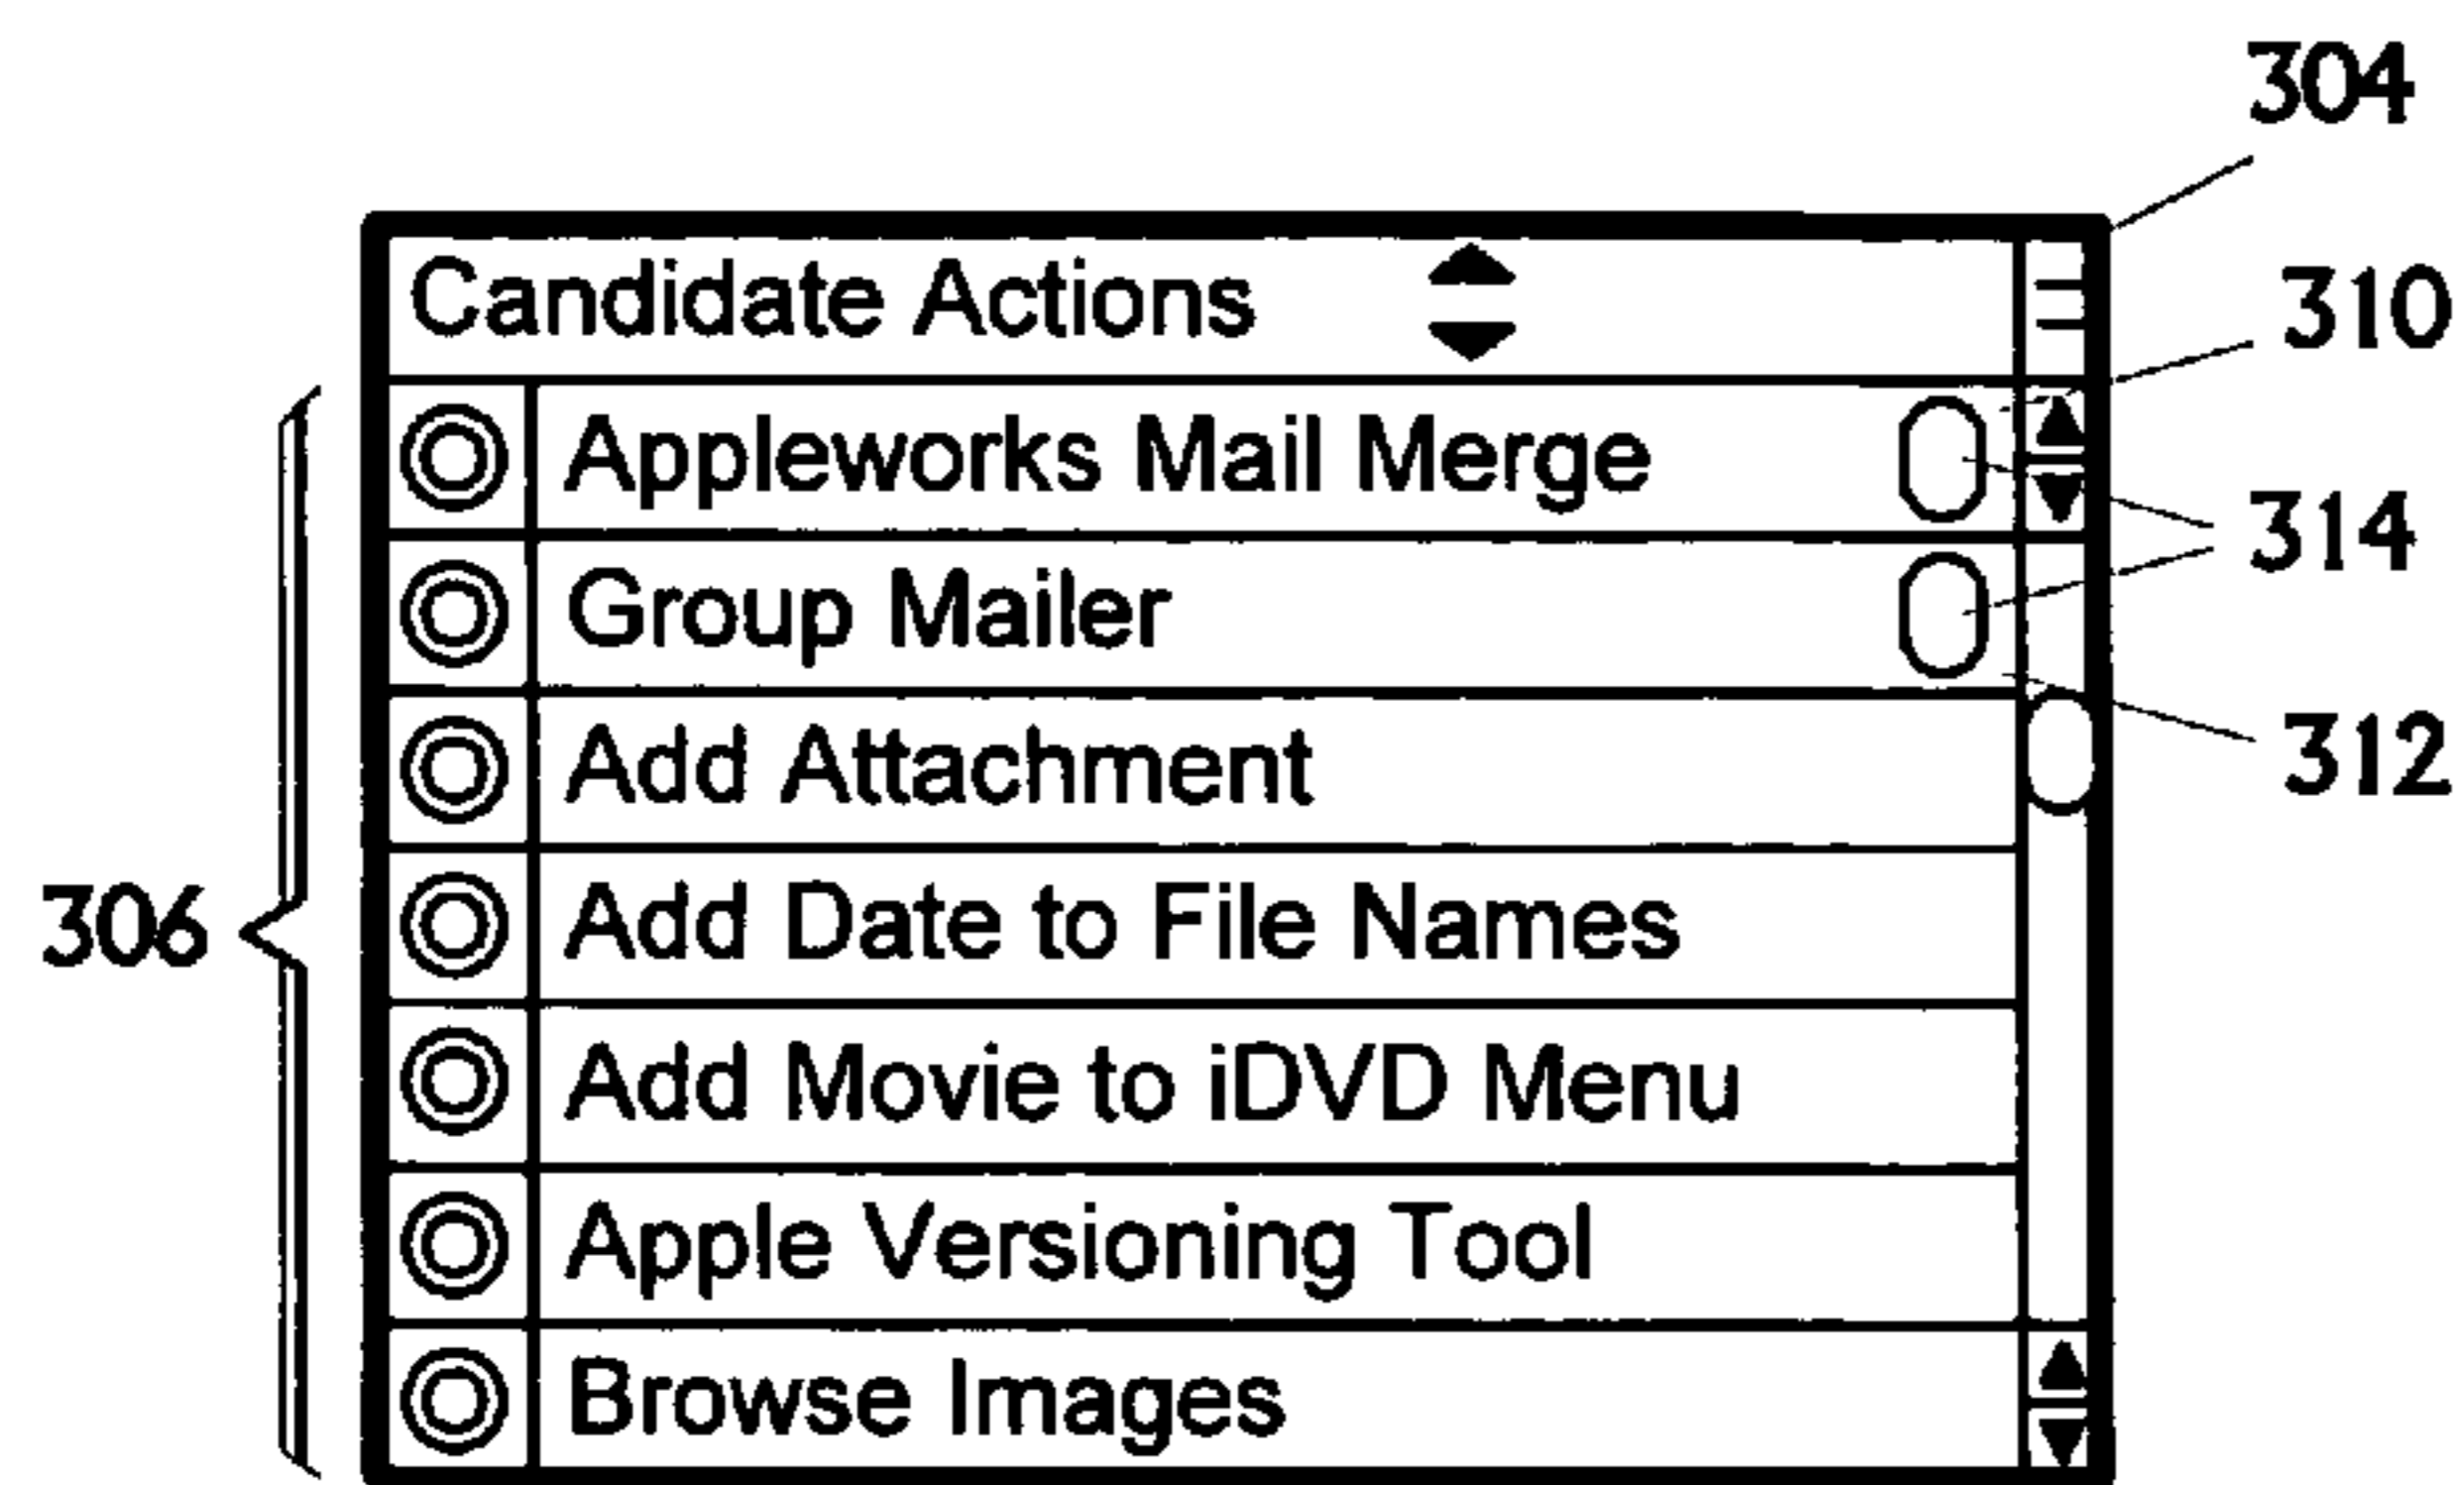 304
Candidate Actions
310
Appleworks Mail Merge
314
Group Mailer
312
Add Attachment
306
Add Date to File Names
Add Movie to iDVD Menu
Apple Versioning Tool
Browse Images